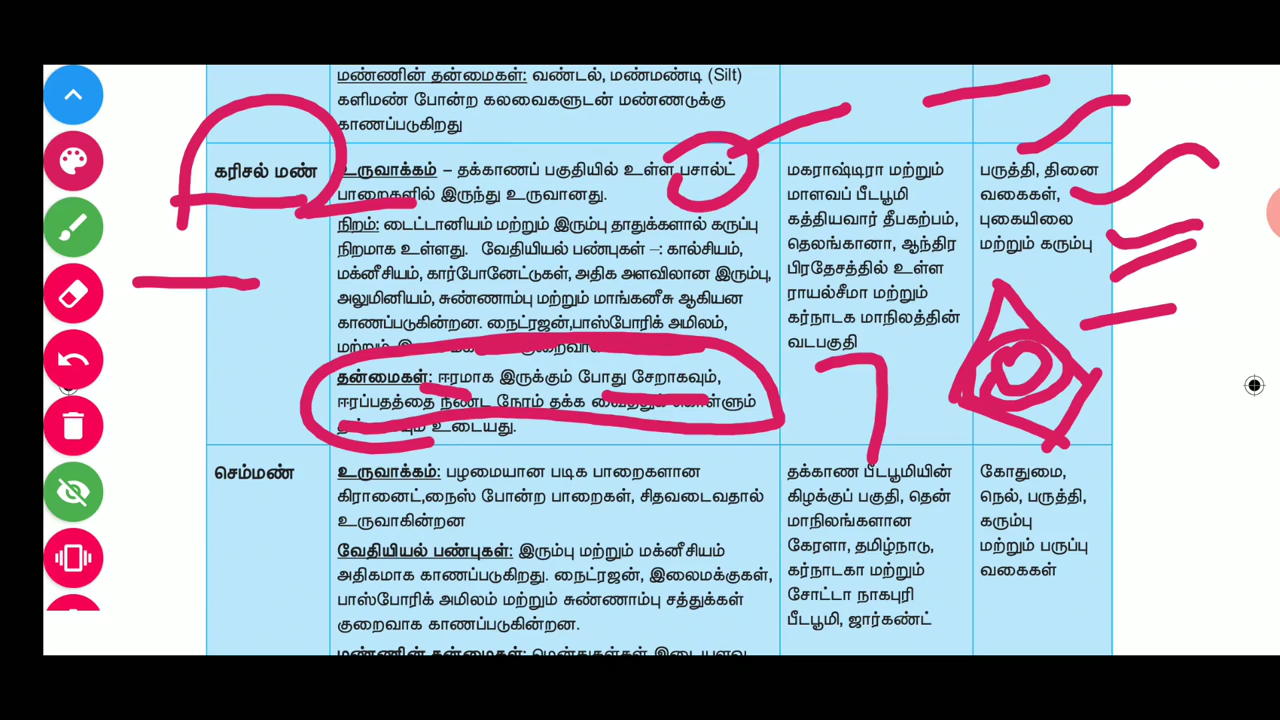 மண்ணின் தன்மைகள்: வண்டல், மண்மண்டி (Silt)
களிமண் போன்ற கலவைகளுடன் மண்ணடுக்கு
காணப்படுகிறது
கரிசல் மண்
உருவாக்கம் – தக்காணப் பகுதியில் உள்ள பசால்ட்
பாறைகளில் இருந்து உருவானது.
நிறம்: டைட்டானியம் மற்றும் இரும்பு தாதுக்களால் கருப்பு
நிறமாக உள்ளது. வேதியியல் பண்புகள் –: கால்சியம்,
மக்னீசியம், கார்போனேட்டுகள், அதிக அளவிலான இரும்பு,
அலுமினியம், சுண்ணாம்பு மற்றும் மாங்கனீசு ஆகியன
காணப்படுகின்றன. நைட்ரஜன்,பாஸ்போரிக் அமிலம்,
மற்றும்
தன்மைகள்: ஈரமாக இருக்கும் போது சேறாகவும்,
ஈரப்பதத்தை நீண்ட நேரம் தக்க வைத்துக் கொள்ளும்
உடையது.
மகராஷ்டிரா மற்றும்
மாளவப் பீடபூமி
கத்தியவார் தீபகற்பம்,
தெலங்கானா, ஆந்திர
பிரதேசத்தில் உள்ள
ராயல்சீமா மற்றும்
கர்நாடக மாநிலத்தின்
வடபகுதி
பருத்தி, தினை
வகைகள்,
புகையிலை
மற்றும் கரும்பு
செம்மண்
உருவாக்கம்: பழமையான படிக பாறைகளான
கிரானைட்,நைஸ் போன்ற பாறைகள், சிதவடைவதால்
உருவாகின்றன
வேதியியல் பண்புகள்: இரும்பு மற்றும் மக்னீசியம்
அதிகமாக காணப்படுகிறது. நைட்ரஜன், இலைமக்குகள்,
பாஸ்போரிக் அமிலம் மற்றும் சுண்ணாம்பு சத்துக்கள்
குறைவாக காணப்படுகின்றன.
மண்ணின் தன்மைகள்:
தக்காண பீடபூமியின்
கிழக்குப் பகுதி, தென்
மாநிலங்களான
கேரளா, தமிழ்நாடு,
கர்நாடகா மற்றும்
சோட்டா நாகபுரி
பீடபூமி, ஜார்கண்ட்
கோதுமை,
நெல், பருத்தி,
கரும்பு
மற்றும் பருப்பு
வகைகள்